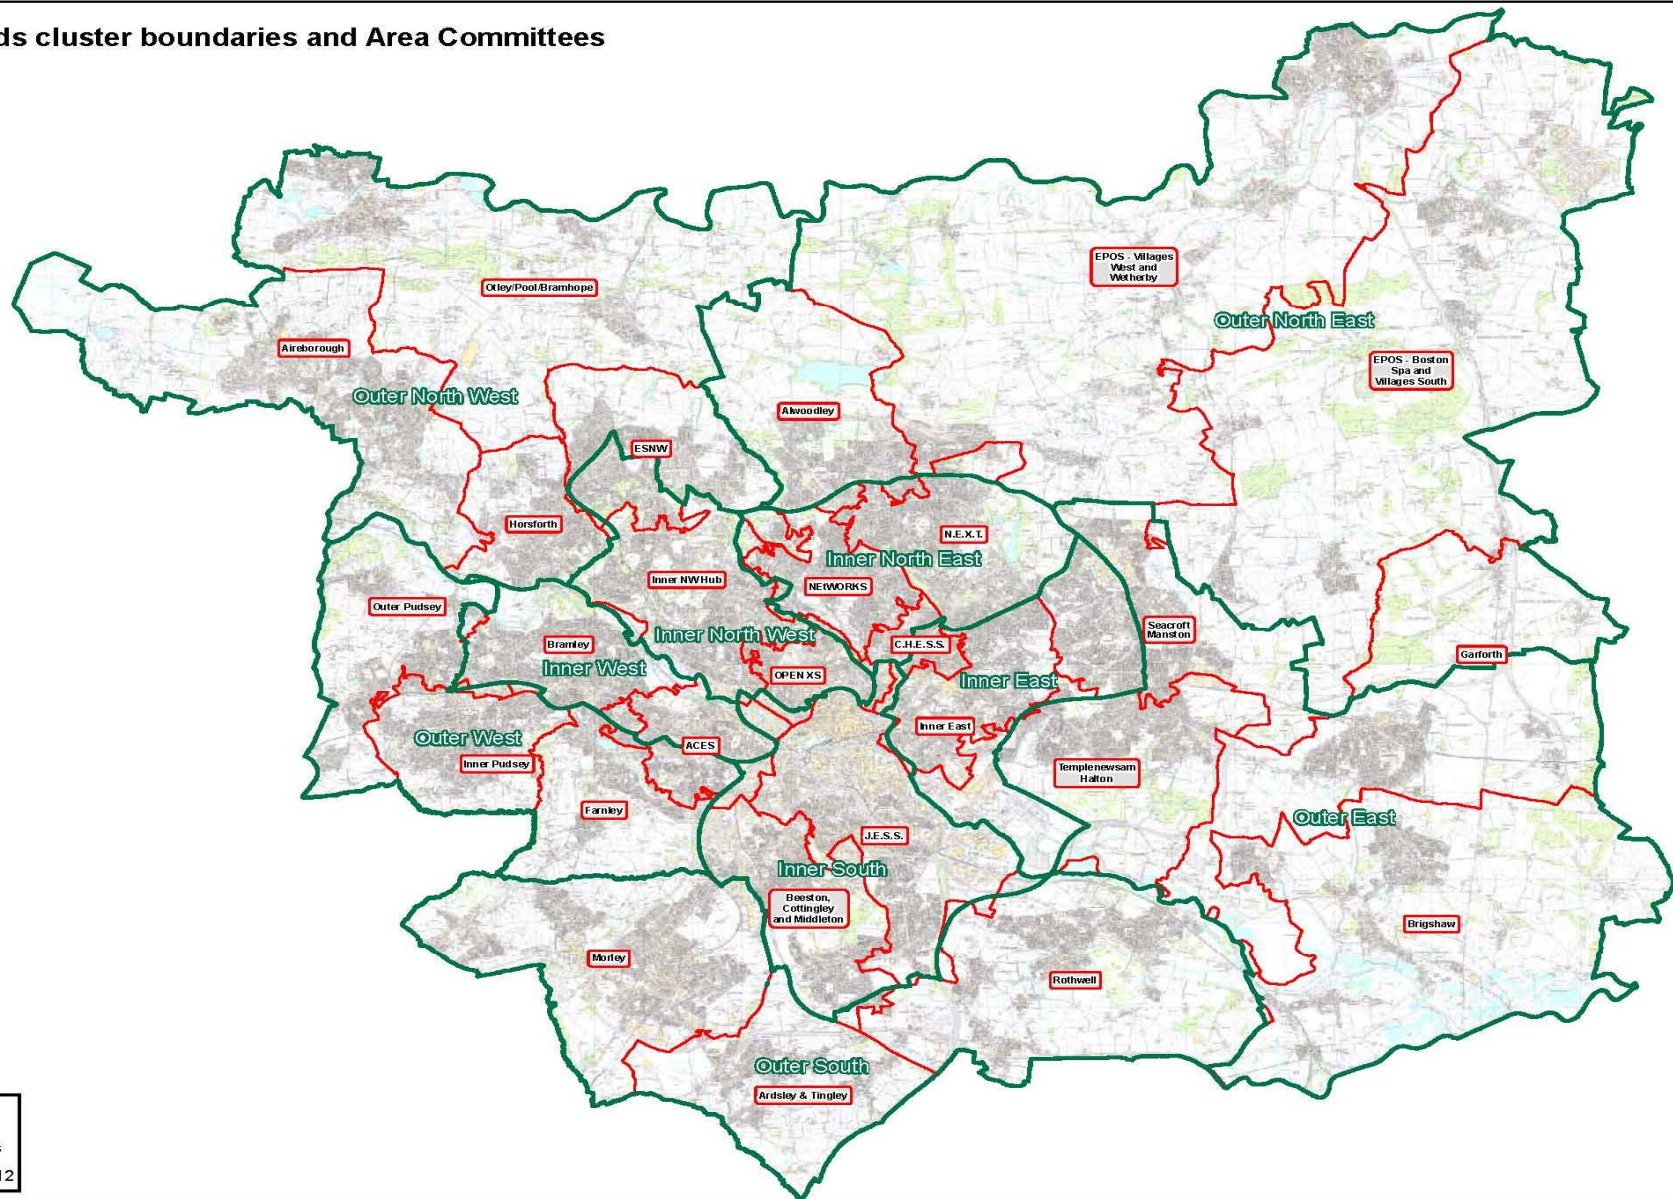 ds cluster boundaries and Area Committees
EPOS - Villages
West and
Wetherby
Otley/Pool/Bramhope
Outer North East
Aireborough
EPOS - Boston
Spa and
Villages South
Outer North West
Alwoodley
ESNW
Horsforth
N.E.X.T.
Inner North East
Inner NW Hub
NEtWORKS
Outer Pudsey
Seacroft
Manston
Inner North West
Bramley
C.H.E.S.S.
Garforth
Inner West
OPEN XS
Inner East
Inner East
Outer West
ACES
Inner Pudsey
Templenewsam
Halton
Farnley
Outer East
J.E.S.S.
Inner South
Beeston,
Cottingley
and Middleton
Brigshaw
Morley
Rothwell
Outer South
Ardsley & Tingley
12